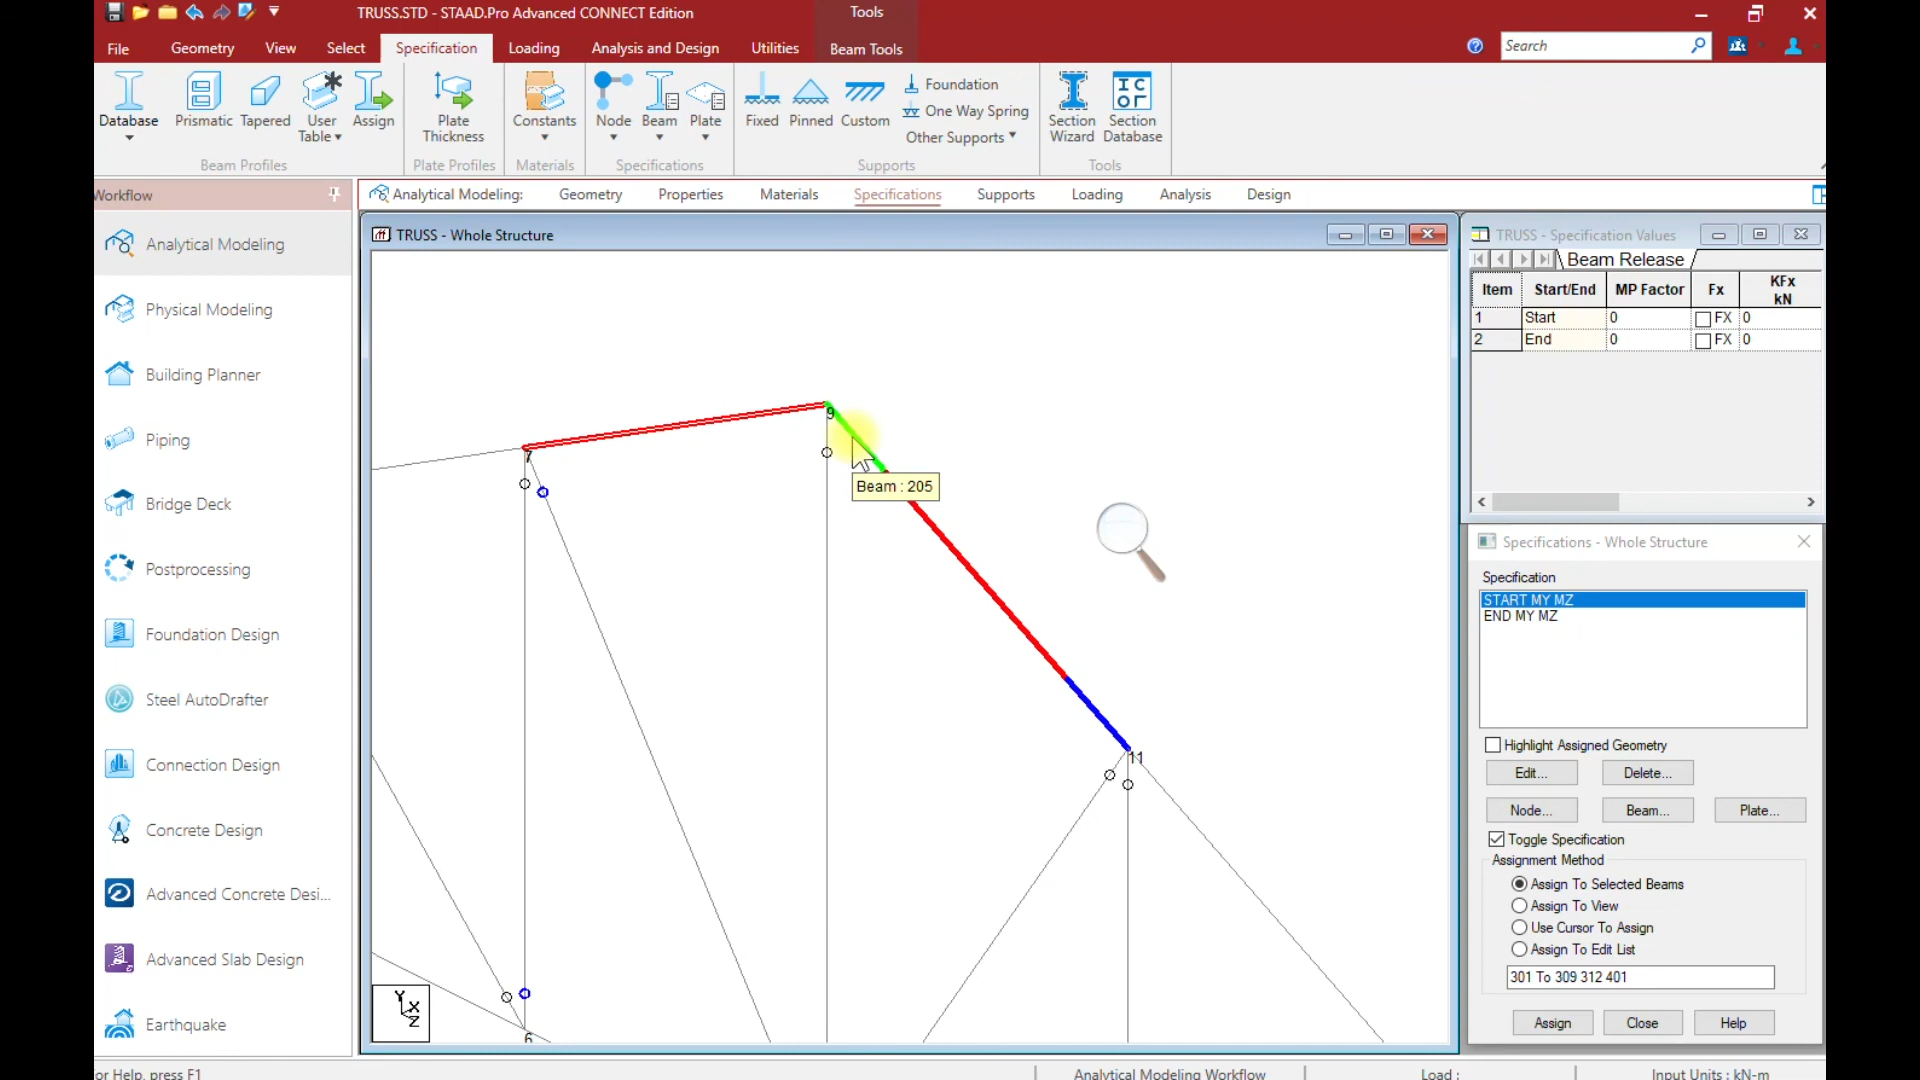 TRUSS.STD - STAAD.Pro Advanced CONNECT Edition
Tools
File
Geometry
View
Select
Specification
Loading
Analysis and Design
Utilities
Beam Tools
Search
Database
Prismatic
Tapered
User Table
Assign
Plate Thickness
Constants
Node
Beam
Plate
Fixed
Pinned
Custom
Foundation
One Way Spring
Other Supports
Section Wizard
Section Database
Beam Profiles
Plate Profiles
Materials
Specifications
Supports
Tools
Workflow
Analytical Modeling:
Geometry
Properties
Materials
Specifications
Supports
Loading
Analysis
Design
Analytical Modeling
Physical Modeling
Building Planner
Piping
Bridge Deck
Postprocessing
Foundation Design
Steel AutoDrafter
Connection Design
Concrete Design
Advanced Concrete Desi...
Advanced Slab Design
Earthquake
TRUSS - Whole Structure
9
7
Beam : 205
11
6
Y
X
Z
TRUSS - Specification Values
Beam Release
Item Start/End MP Factor Fx KFx kN
1 Start 0 FX 0
2 End 0 FX 0
Specifications - Whole Structure
Specification
START MY MZ
END MY MZ
Highlight Assigned Geometry
Edit...
Delete...
Node...
Beam...
Plate...
Toggle Specification
Assignment Method
Assign To Selected Beams
Assign To View
Use Cursor To Assign
Assign To Edit List
301 To 309 312 401
Assign
Close
Help
or Help, press F1
Analytical Modeling Workflow
Load :
Input Units : kN-m